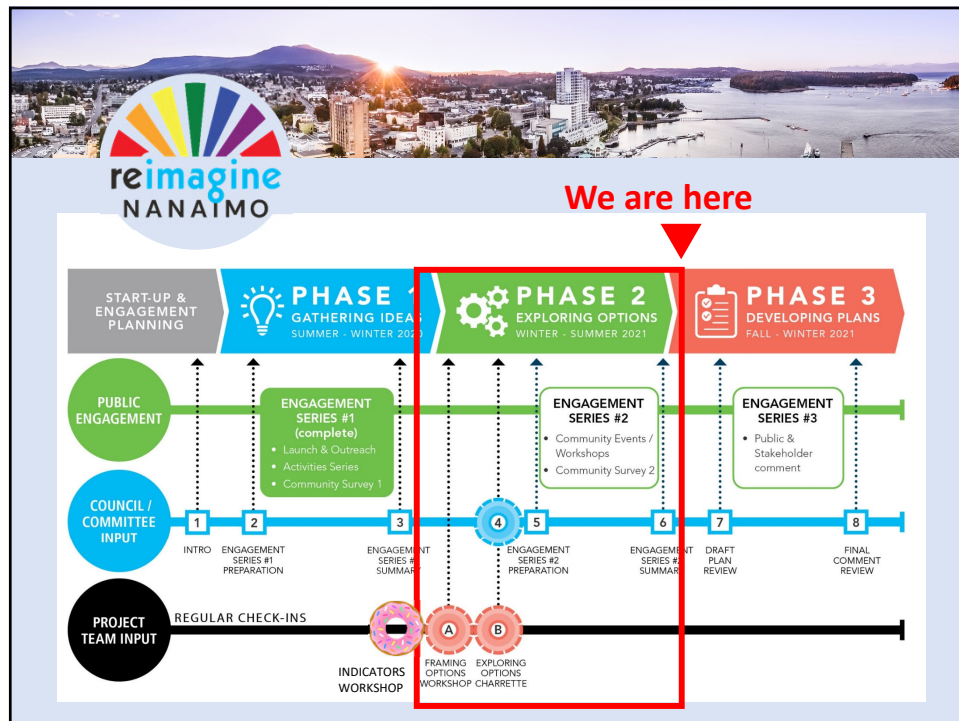 reimagine
NANAIMO
We are here
START-UP &
ENGAGEMENT
PLANNING
PHASE 1
GATHERING IDEAS
SUMMER - WINTER 2020
PHASE 2
EXPLORING OPTIONS
WINTER - SUMMER 2021
PHASE 3
DEVELOPING PLANS
FALL - WINTER 2021
PUBLIC
ENGAGEMENT
ENGAGEMENT
SERIES #1
(complete)
• Launch & Outreach
• Activities Series
• Community Survey 1
ENGAGEMENT
SERIES #2
• Community Events /
Workshops
• Community Survey 2
ENGAGEMENT
SERIES #3
• Public &
Stakeholder
comment
COUNCIL /
COMMITTEE
INPUT
1
INTRO
2
ENGAGEMENT
SERIES #1
PREPARATION
3
ENGAGEMENT
SERIES #1
SUMMARY
4
5
ENGAGEMENT
SERIES #2
PREPARATION
6
ENGAGEMENT
SERIES #2
SUMMARY
7
DRAFT
PLAN
REVIEW
8
FINAL
COMMENT
REVIEW
PROJECT
TEAM INPUT
REGULAR CHECK-INS
INDICATORS
WORKSHOP
A
FRAMING
OPTIONS
WORKSHOP
B
EXPLORING
OPTIONS
CHARRETTE